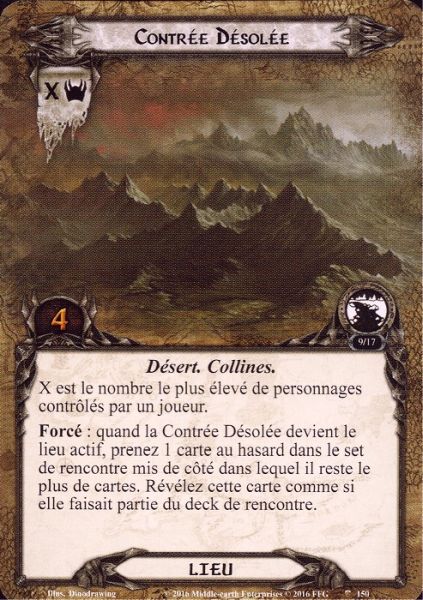 Contrée Désolée
X
4
9/17
Désert. Collines.
X est le nombre le plus élevé de personnages
contrôlés par un joueur.
Forcé : quand la Contrée Désolée devient le
lieu actif, prenez 1 carte au hasard dans le set
de rencontre mis de côté dans lequel il reste le
plus de cartes. Révélez cette carte comme si
elle faisait partie du deck de rencontre.
LIEU
Illus. Dinodrawing © 2016 Middle-earth Enterprises © 2016 FFG 150